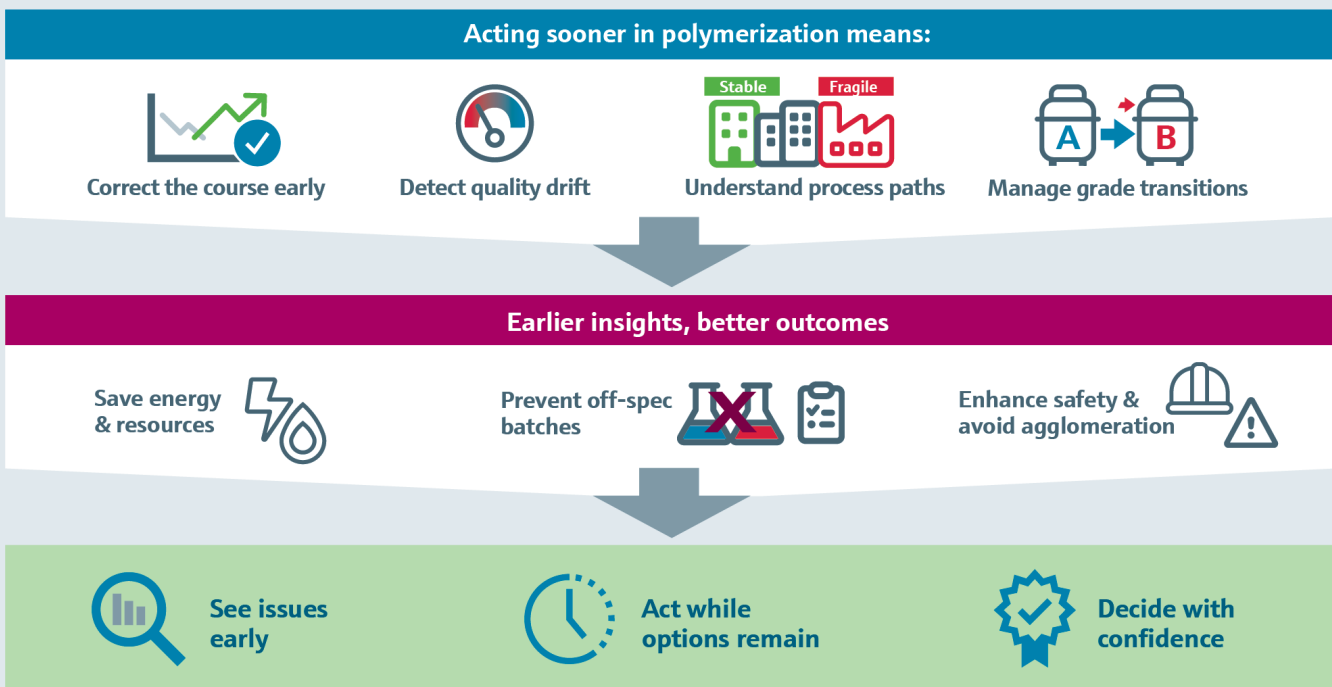 Acting sooner in polymerization means:
Stable
Fragile
A
B
Correct the course early
Detect quality drift
Understand process paths
Manage grade transitions
Earlier insights, better outcomes
Save energy
& resources
Prevent off-spec
batches
Enhance safety &
avoid agglomeration
See issues
early
Act while
options remain
Decide with
confidence